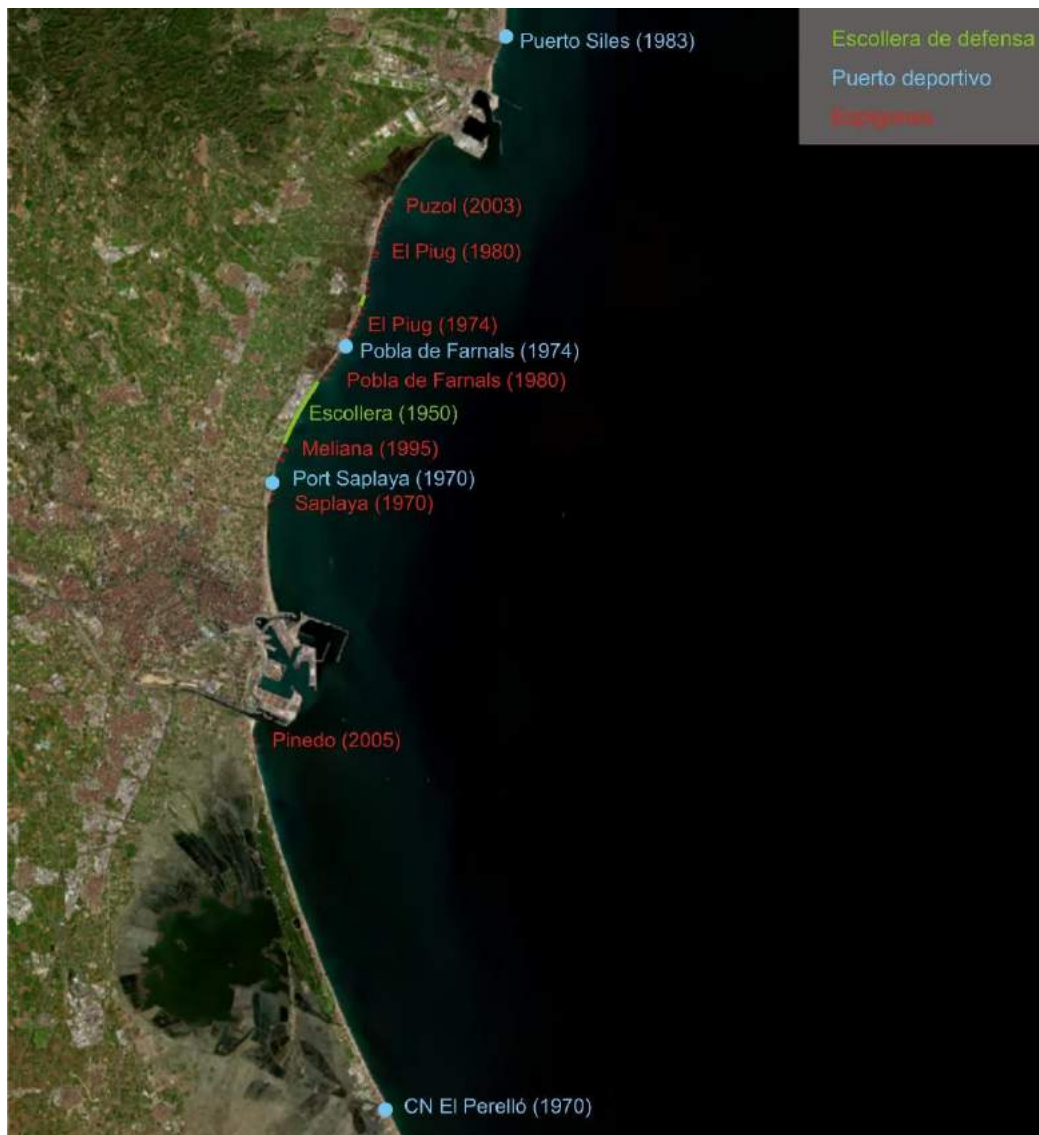 Puerto Siles (1983)
Escollera de defensa
Puerto deportivo
Espigones
Puzol (2003)
El Piug (1980)
El Piug (1974)
Pobla de Farnals (1974)
Pobla de Farnals (1980)
Escollera (1950)
Meliana (1995)
Port Saplaya (1970)
Saplaya (1970)
Pinedo (2005)
CN El Perelló (1970)